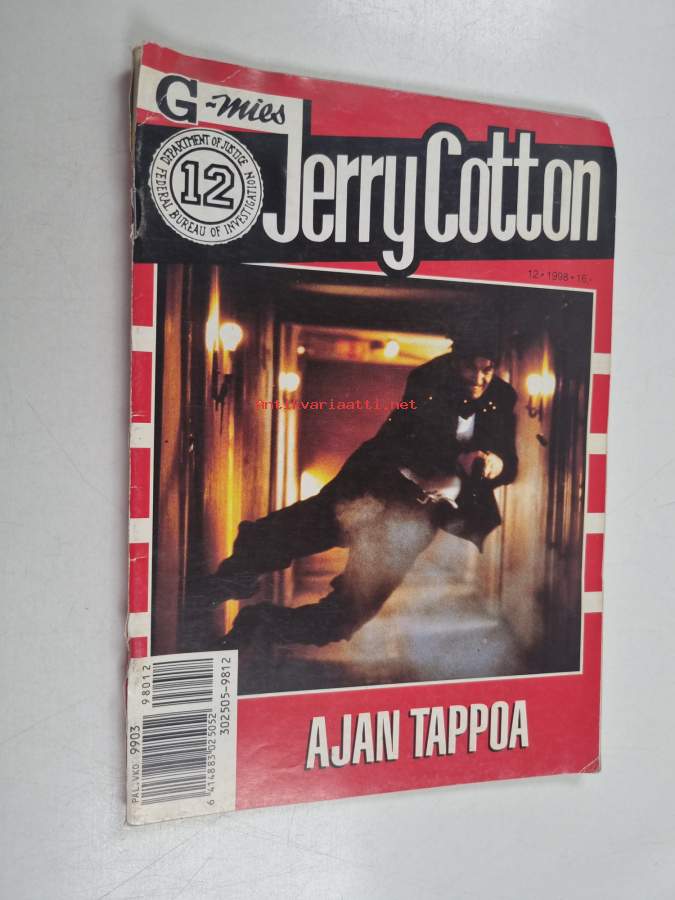 G-mies
Jerry Cotton
DEPARTMENT OF JUSTICE
12
FEDERAL BUREAU OF INVESTIGATION
12 • 1998 • 16,-
Antikvariaatti.net
AJAN TAPPOA
PAL.VKO 9903
98012
6 414883 025052
302505-9812